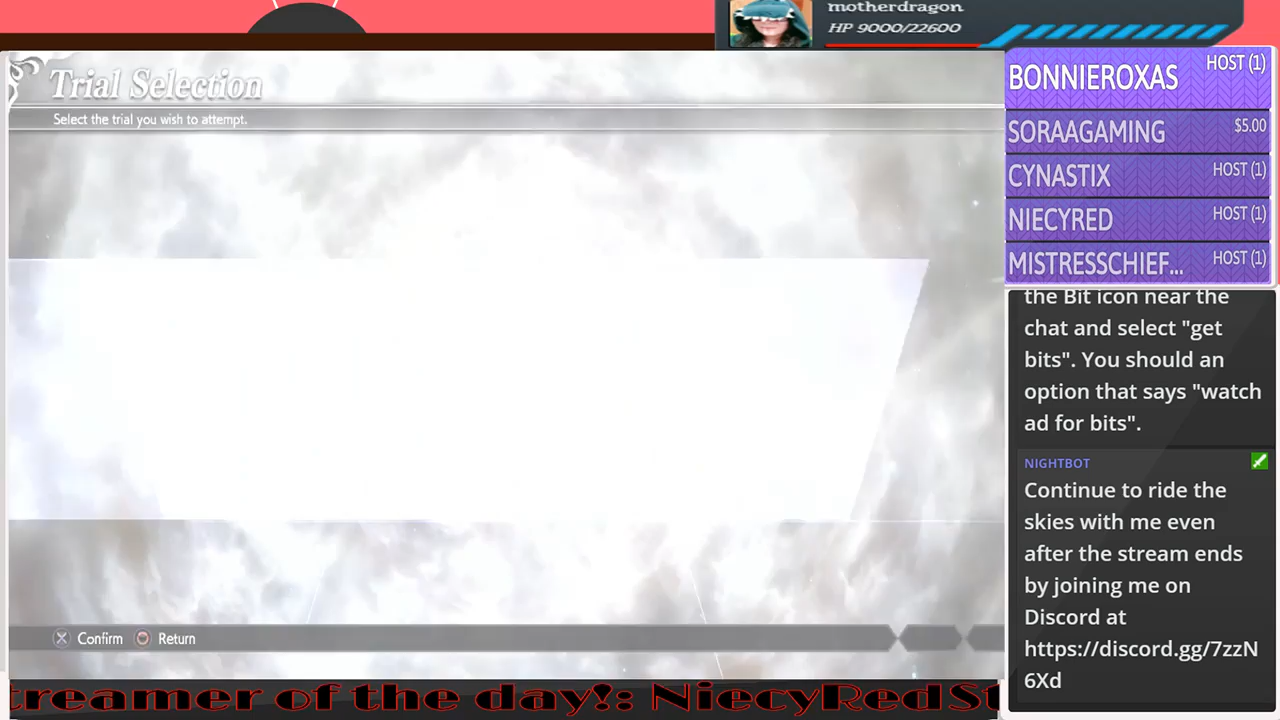 motherdragon
HP 9000/22600
Trial Selection
Select the trial you wish to attempt.
BONNIEROXAS HOST (1)
SORAAGAMING $5.00
CYNASTIX HOST (1)
NIECYRED HOST (1)
MISTRESSCHIEF... HOST (1)
the Bit icon near the
chat and select "get
bits". You should an
option that says "watch
ad for bits".
NIGHTBOT
Continue to ride the
skies with me even
after the stream ends
by joining me on
Discord at
https://discord.gg/7zzN
6Xd
Confirm Return
treamer of the day!: NiecyRedSt